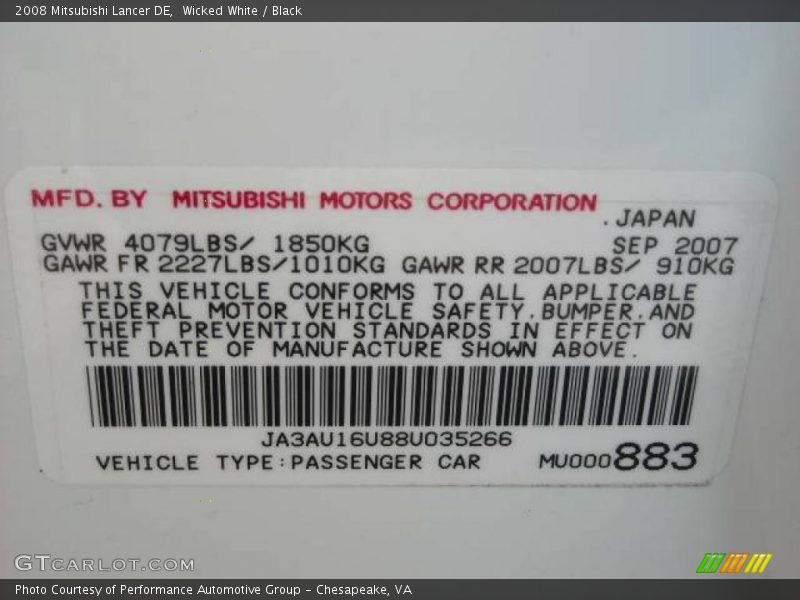 2008 Mitsubishi Lancer DE,  Wicked White / Black
MFD. BY MITSUBISHI MOTORS CORPORATION
.JAPAN
GVWR 4079LBS/ 1850KG SEP 2007
GAWR FR 2227LBS/1010KG GAWR RR 2007LBS/ 910KG
THIS VEHICLE CONFORMS TO ALL APPLICABLE
FEDERAL MOTOR VEHICLE SAFETY.BUMPER.AND
THEFT PREVENTION STANDARDS IN EFFECT ON
THE DATE OF MANUFACTURE SHOWN ABOVE.
JA3AU16U88U035266
VEHICLE TYPE:PASSENGER CAR MU000883
GTCARLOT.COM
Photo Courtesy of Performance Automotive Group - Chesapeake, VA